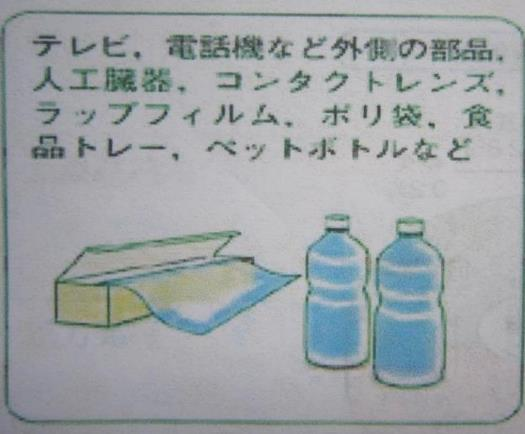 テレビ，電話機など外側の部品，
人工臓器，コンタクトレンズ，
ラップフィルム，ポリ袋，食
品トレー，ペットボトルなど